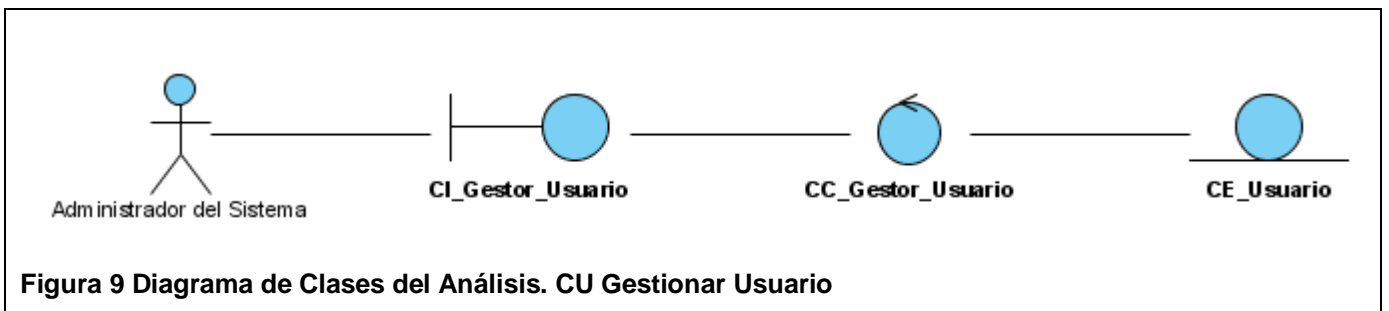 Administrador del Sistema
CI_Gestor_Usuario
CC_Gestor_Usuario
CE_Usuario
Figura 9 Diagrama de Clases del Análisis. CU Gestionar Usuario